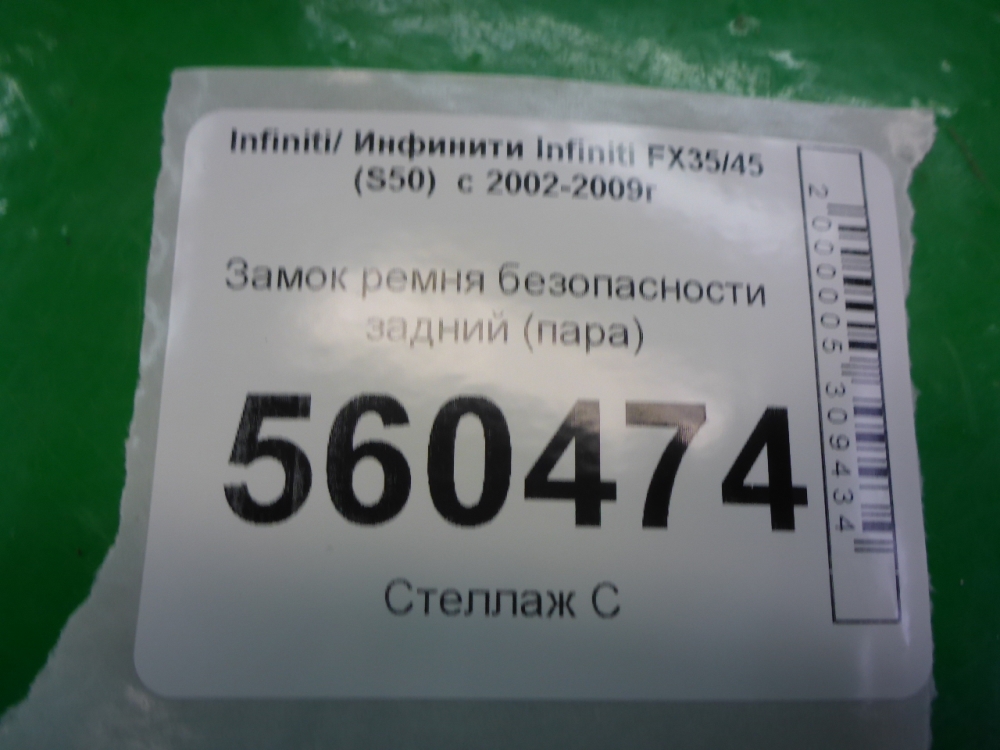 Infiniti/ Инфинити Infiniti FX35/45
(S50) с 2002-2009г
Замок ремня безопасности
задний (пара)
560474
Стеллаж С
2000005309434